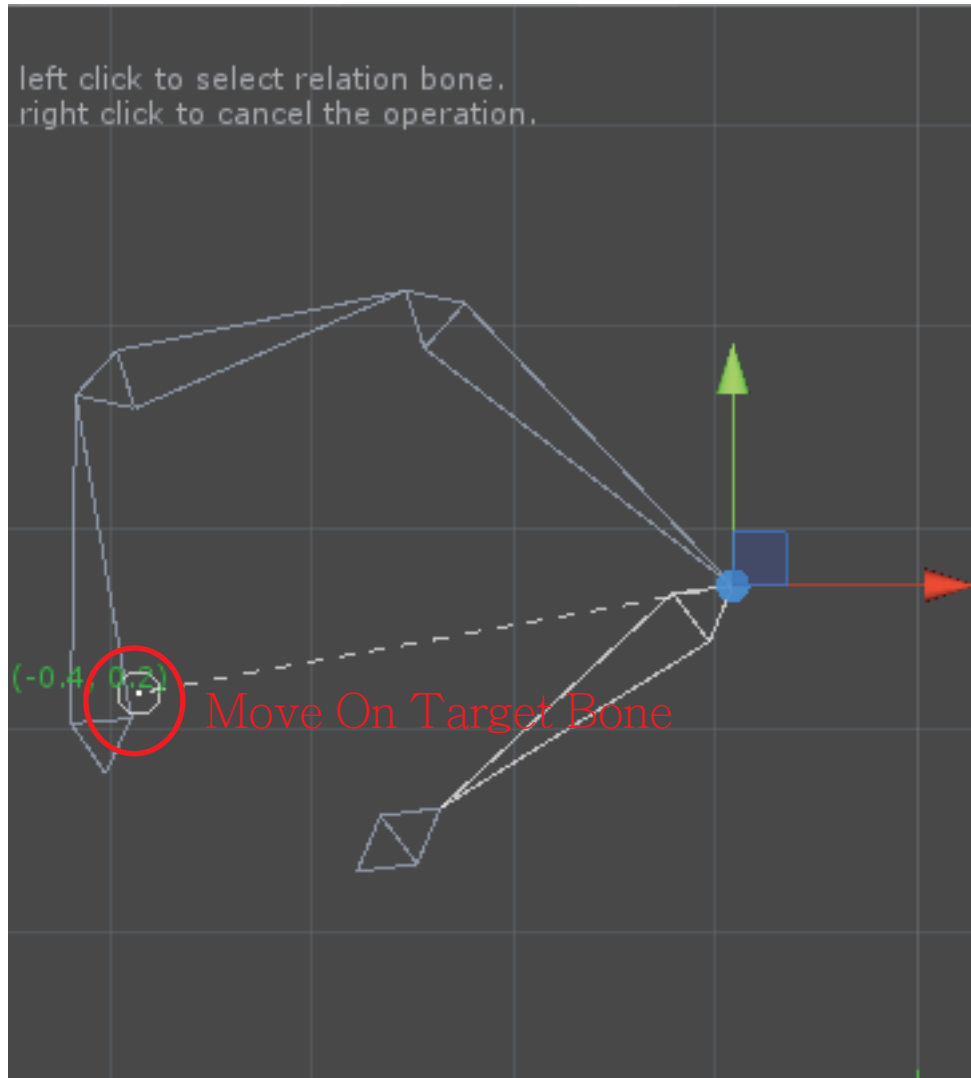 left click to select relation bone.
right click to cancel the operation.
(-0.4, 0.2)
Move On Target Bone